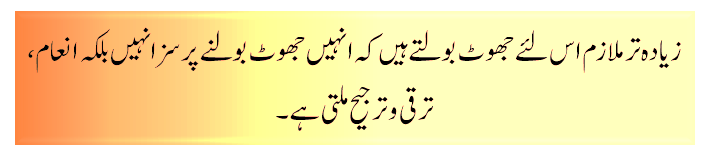 زیادہ تر ملازم اس لئے جھوٹ بولتے ہیں کہ انہیں جھوٹ بولنے پر سزا نہیں بلکہ انعام،
ترقی و ترجیح ملتی ہے۔